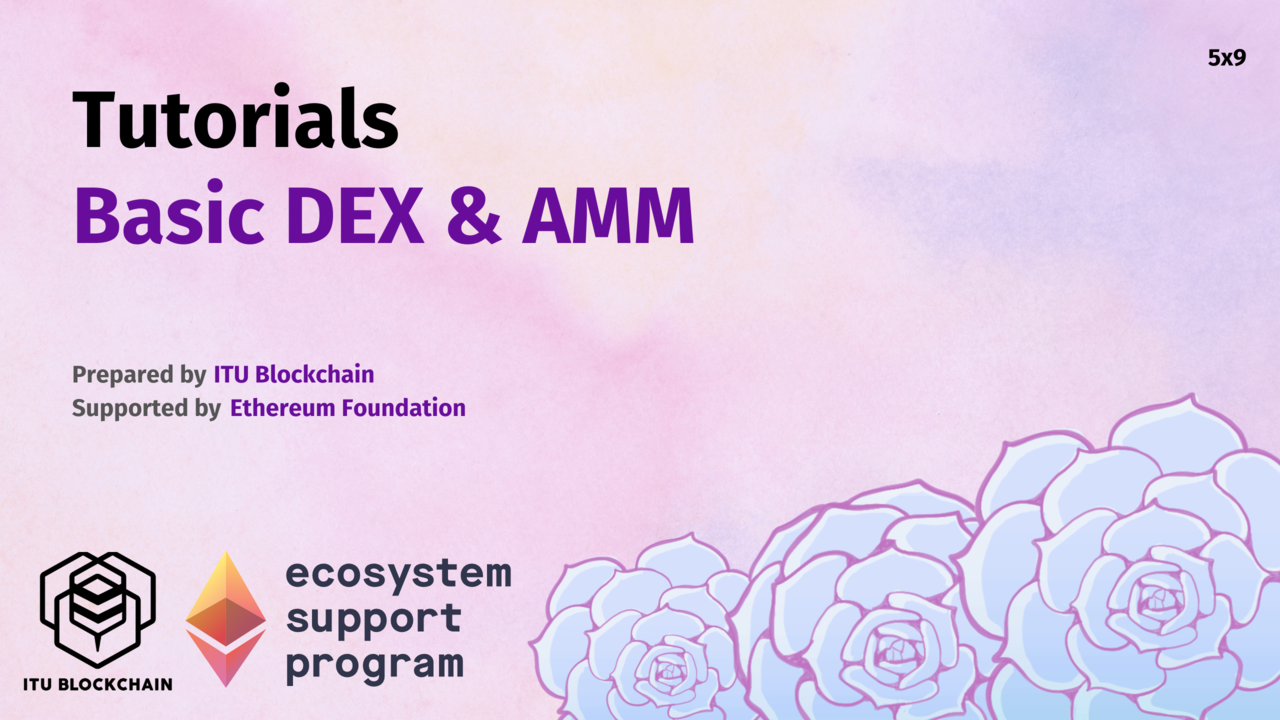 5x9
Tutorials
Basic DEX & AMM
Prepared by ITU Blockchain
Supported by Ethereum Foundation
ITU BLOCKCHAIN
ecosystem
support
program